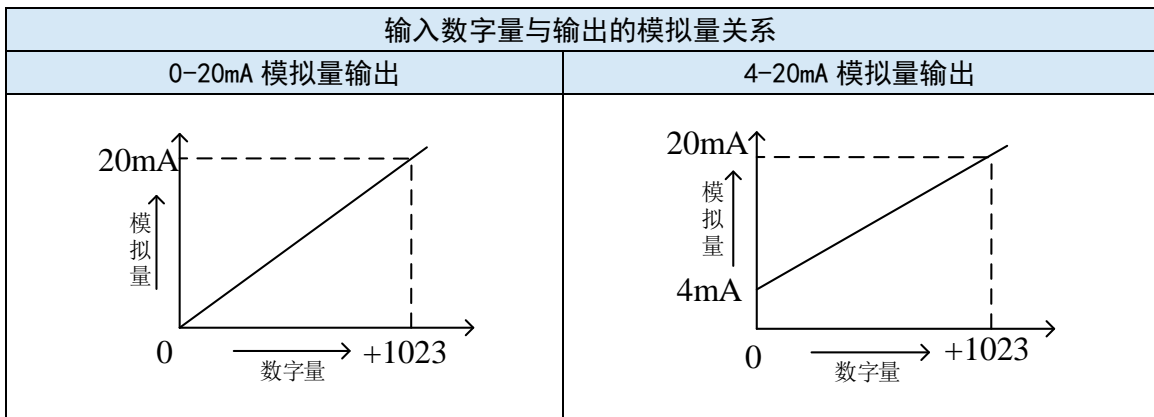 输入数字量与输出的模拟量关系
0-20mA 模拟量输出
4-20mA 模拟量输出
20mA
模拟量
0
数字量
+1023
20mA
模拟量
4mA
0
数字量
+1023